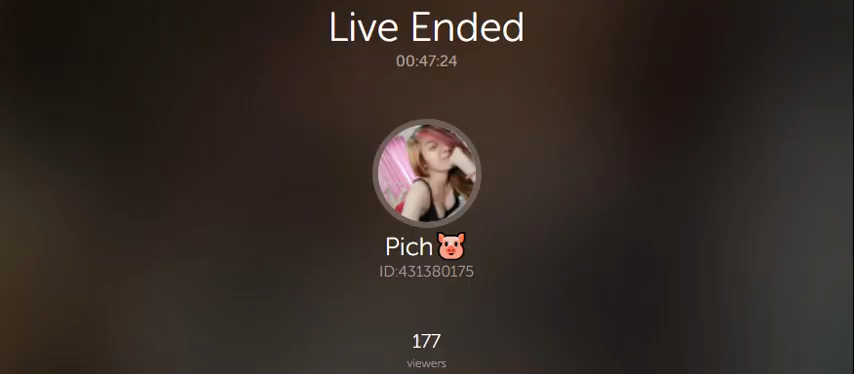 Live Ended
00:47:24
Pich🐷
ID:431380175
177
viewers